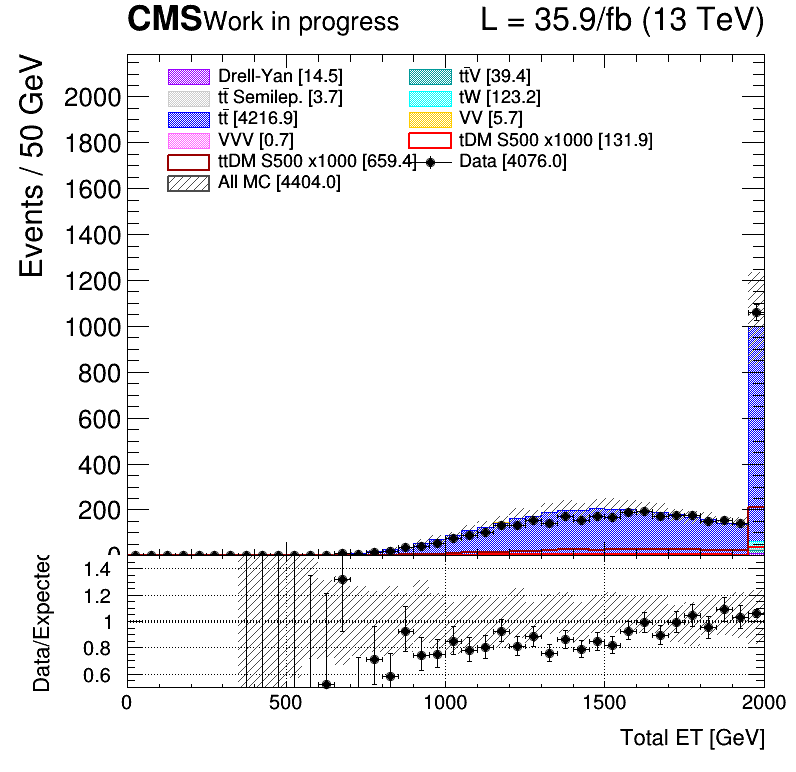 CMS Work in progress L = 35.9/fb (13 TeV)
Drell-Yan [14.5]
tt̄V [39.4]
tt̄ Semilep. [3.7]
tW [123.2]
tt̄ [4216.9]
VV [5.7]
VVV [0.7]
tDM S500 x1000 [131.9]
ttDM S500 x1000 [659.4]
Data [4076.0]
All MC [4404.0]
Events / 50 GeV
2000
1800
1600
1400
1200
1000
800
600
400
200
0
Data/Expected
1.4
1.2
1
0.8
0.6
0 500 1000 1500 2000
Total ET [GeV]